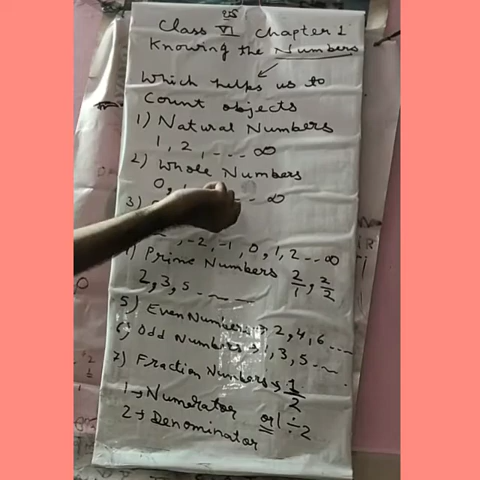 Class VI Chapter 1
Knowing the Numbers
Which helps us to
Count objects
1) Natural Numbers
1, 2, --- ∞
2) Whole Numbers
0, -- ∞
3)
-2, -1, 0, 1, 2 -- ∞
Prime Numbers 2/1, 2/2
2, 3, 5 -----
5) Even Numbers → 2, 4, 6 ---
6) Odd Numbers → 1, 3, 5 ---
7) Fraction Numbers → 1/2
1 → Numerator or 1 ÷ 2
2 → Denominator